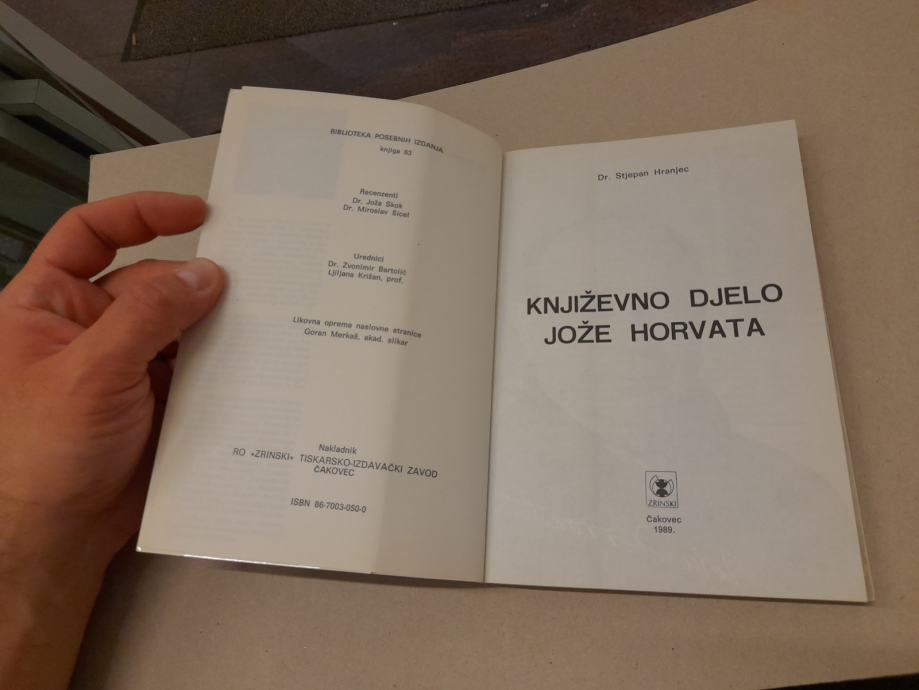 BIBLIOTEKA POSEBNIH IZDANJA
knjiga 83
Recenzenti
Dr. Joža Skok
Dr. Miroslav Šicel
Urednici
Dr. Zvonimir Bartolić
Ljiljana Križan, prof.
Likovna opreme naslovne stranice
Goran Merkaš, akad. slikar
Nakladnik
RO »ZRINSKI« TISKARSKO-IZDAVAČKI ZAVOD
ČAKOVEC
ISBN 86-7003-050-0
Dr. Stjepan Hranjec
KNJIŽEVNO DJELO
JOŽE HORVATA
ZRINSKI
Čakovec
1989.